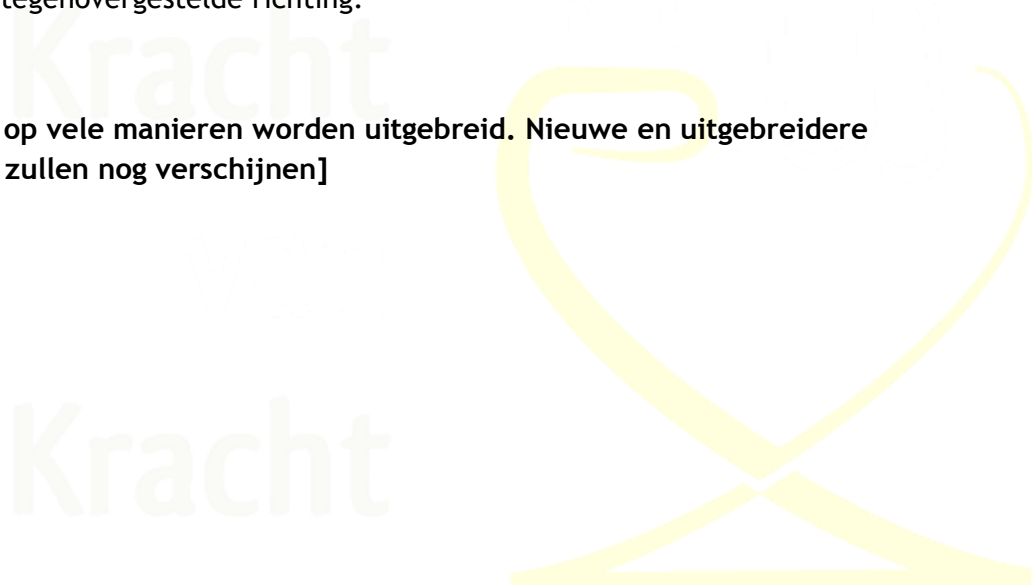 tegenovergestelde richting.
Kracht
op vele manieren worden uitgebreid. Nieuwe en uitgebreidere
zullen nog verschijnen]
Kracht